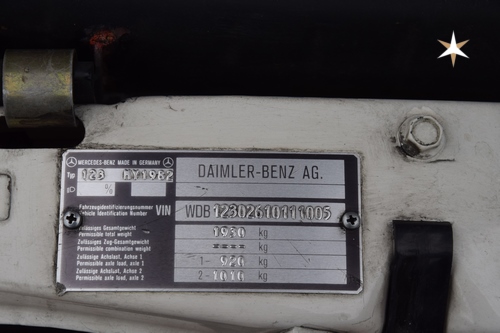 MERCEDES-BENZ MADE IN GERMANY
DAIMLER-BENZ AG.
Typ 123 MY1982
%
Fahrzeugidentifizierungsnummer
Vehicle Identification Number VIN WDB 12302610111005
Zulässiges Gesamtgewicht
Permissible total weight 1930 kg
Zulässiges Zug-Gesamtgewicht
Permissible combination weight ---- kg
Zulässige Achslast, Achse 1
Permissible axle load, axle 1 1- 920 kg
Zulässige Achslast, Achse 2
Permissible axle load, axle 2 2- 1010 kg